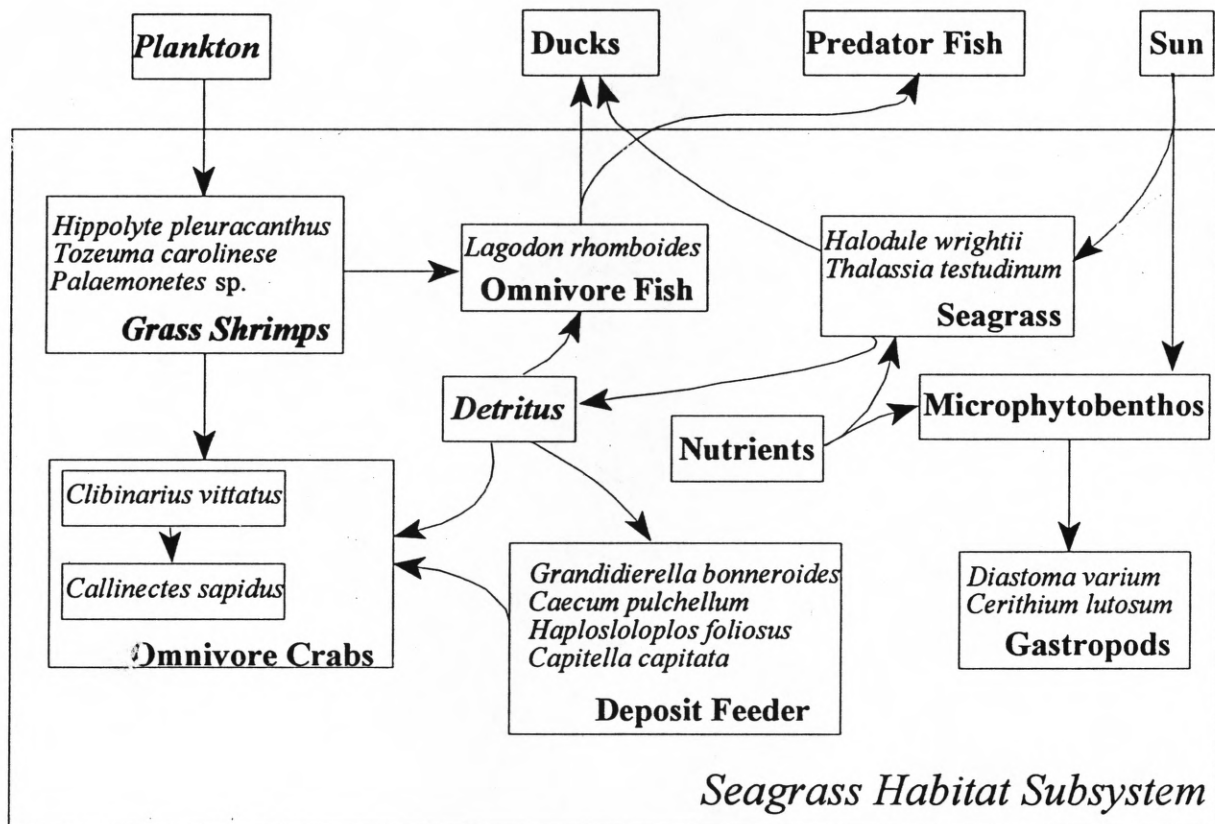 Plankton
Ducks
Predator Fish
Sun
Hippolyte pleuracanthus
Tozeuma carolinese
Palaemonetes sp.
Grass Shrimps
Lagodon rhomboides
Omnivore Fish
Halodule wrightii
Thalassia testudinum
Seagrass
Detritus
Nutrients
Microphytobenthos
Clibinarius vittatus
Callinectes sapidus
Omnivore Crabs
Grandidierella bonneroides
Caecum pulchellum
Haplosloloplos foliosus
Capitella capitata
Deposit Feeder
Diastoma varium
Cerithium lutosum
Gastropods
Seagrass Habitat Subsystem